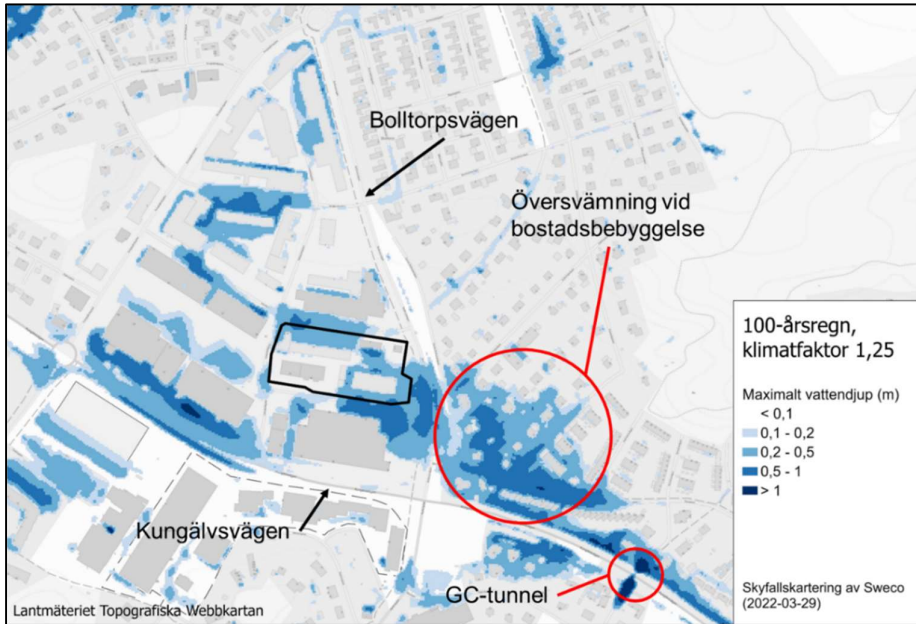 Bolltorpsvägen
Översvämning vid
bostadsbebyggelse
Kungälvsvägen
GC-tunnel
Lantmäteriet Topografiska Webbkartan
100-årsregn,
klimatfaktor 1,25
Maximalt vattendjup (m)
< 0,1
0,1 - 0,2
0,2 - 0,5
0,5 - 1
> 1
Skyfallskartering av Sweco
(2022-03-29)